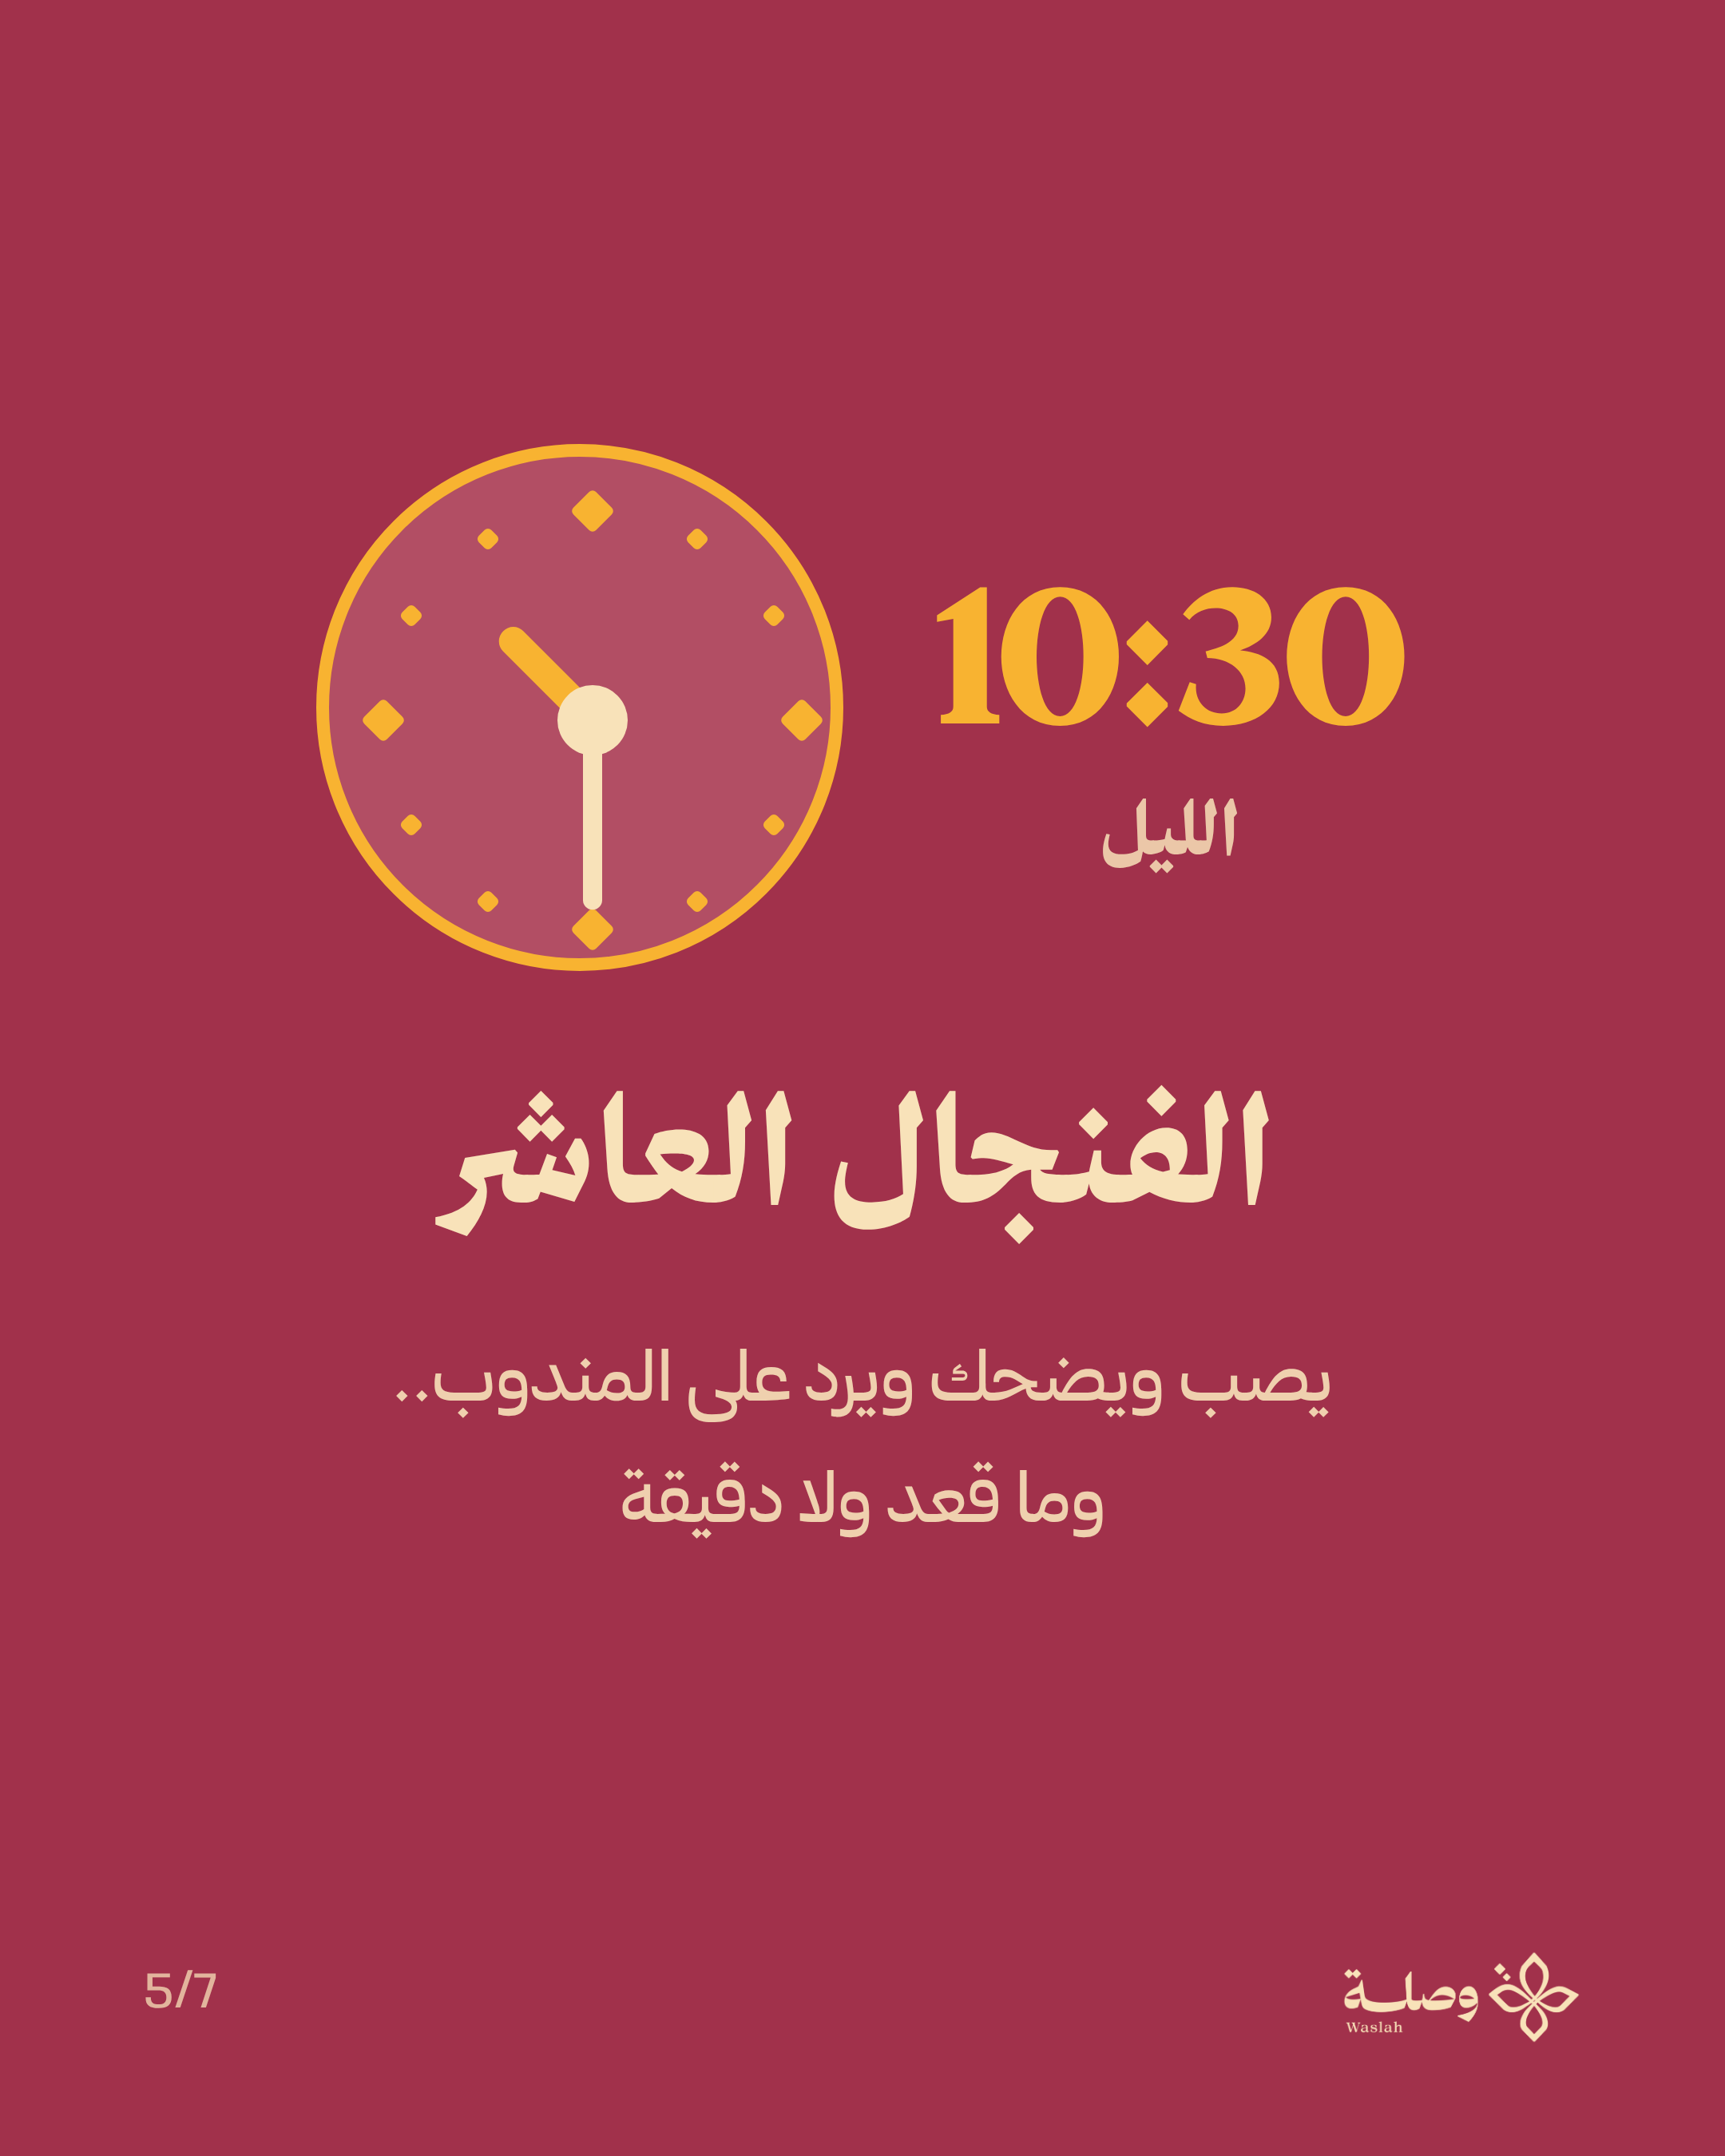 10:30
الليل
الفنجال العاشر
يصب ويضحك ويرد على المندوب..
وما قعد ولا دقيقة
5/7
وصلة
Waslah